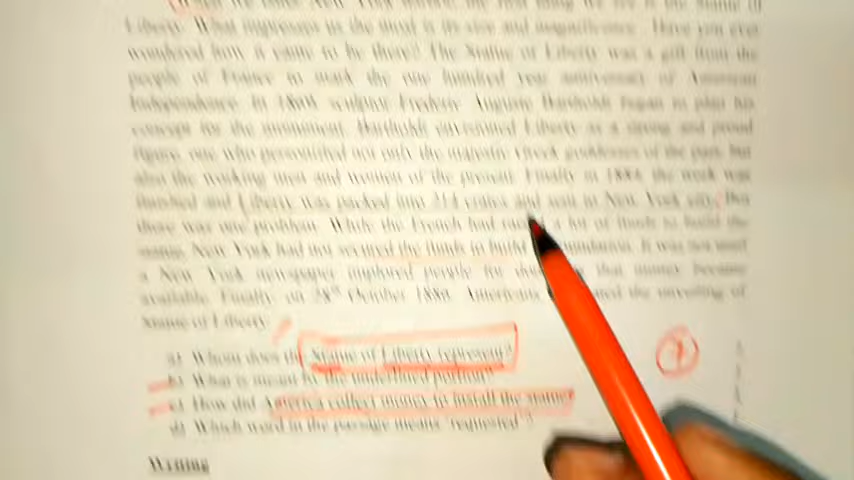 Liberty. What impresses us the most is its size and magnificence. Have you ever
wondered how it came to be there? The Statue of Liberty was a gift from the
people of France to mark the one hundred year anniversary of American
Independence. In 18 sculptor Frederic Auguste Bartholdi began to plan his
concept for the monument. Bartholdi envisioned Liberty as a strong and proud
figure, one who personified not only the majestic Greek goddesses of the past, but
also the working men and women of the present. Finally in 1884, the work was
finished and Liberty was packed into 214 crates and sent to New York city. But
there was one problem. While the French had a lot of funds to build the
statue, New York had not secured the funds to build foundation. It was not until
a New York newspaper implored people for that money became
available. Finally, on 28th October 1886, Americans the unveiling of
Statue of Liberty.
a) Whom does the Statue of Liberty represent?
b) What is meant by the underlined portion?
c) How did America collect money to install the statue?
d) Which word in the passage means 'requested'?
Writing